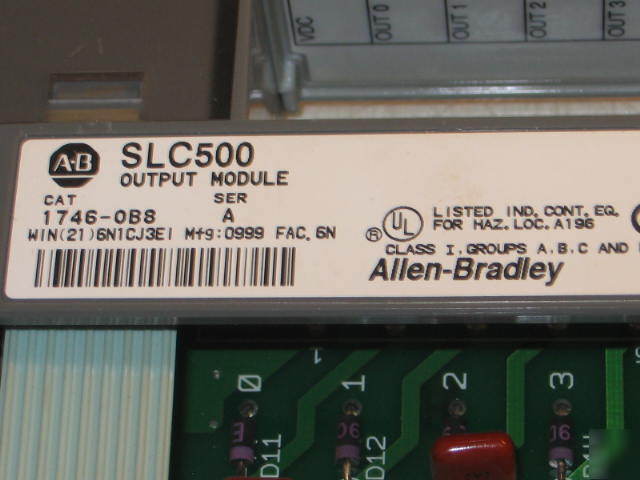 VDC
OUT 0
OUT 1
OUT 2
OUT 3
A-B
SLC500
OUTPUT MODULE
CAT SER
1746-OB8 A
WIN(21)6N1CJ3EI Mfg:0999 FAC.6N
UL
LISTED IND. CONT. EQ.
FOR HAZ. LOC. A196
CLASS I, GROUPS A, B, C AND
Allen-Bradley
0 1 2 3
D11 D12